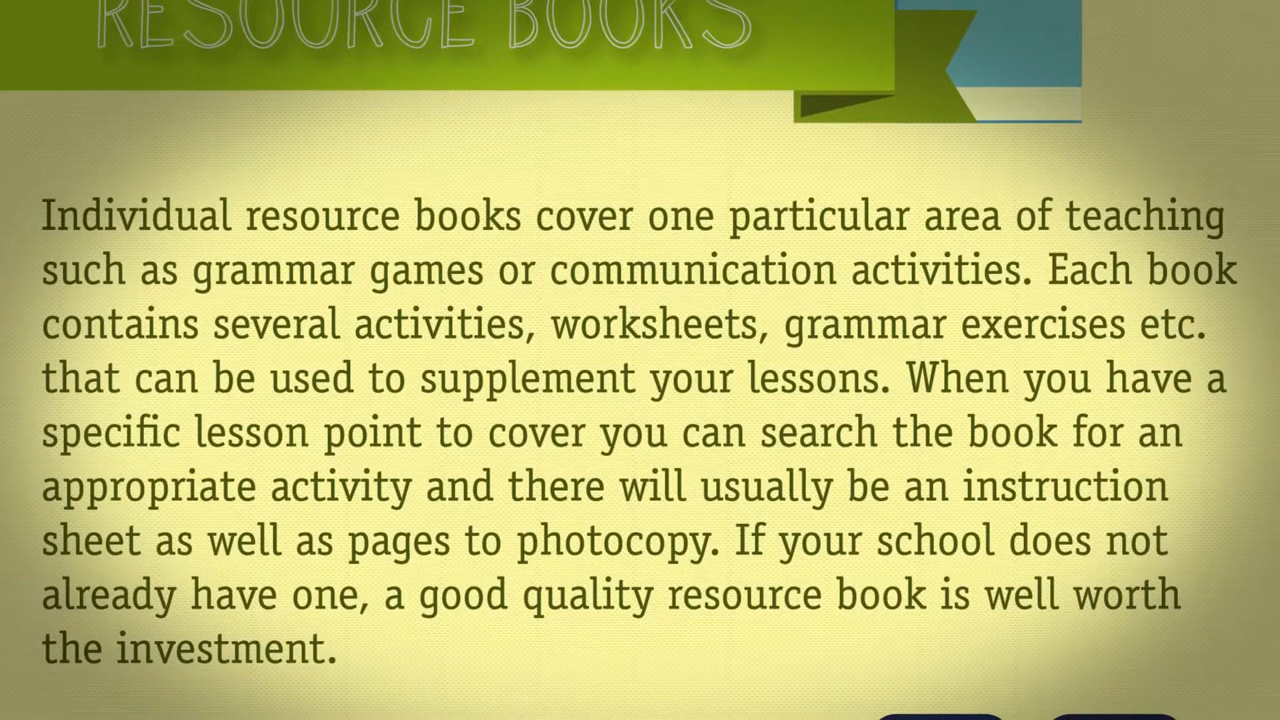 RESOURCE BOOKS
Individual resource books cover one particular area of teaching
such as grammar games or communication activities. Each book
contains several activities, worksheets, grammar exercises etc.
that can be used to supplement your lessons. When you have a
specific lesson point to cover you can search the book for an
appropriate activity and there will usually be an instruction
sheet as well as pages to photocopy. If your school does not
already have one, a good quality resource book is well worth
the investment.